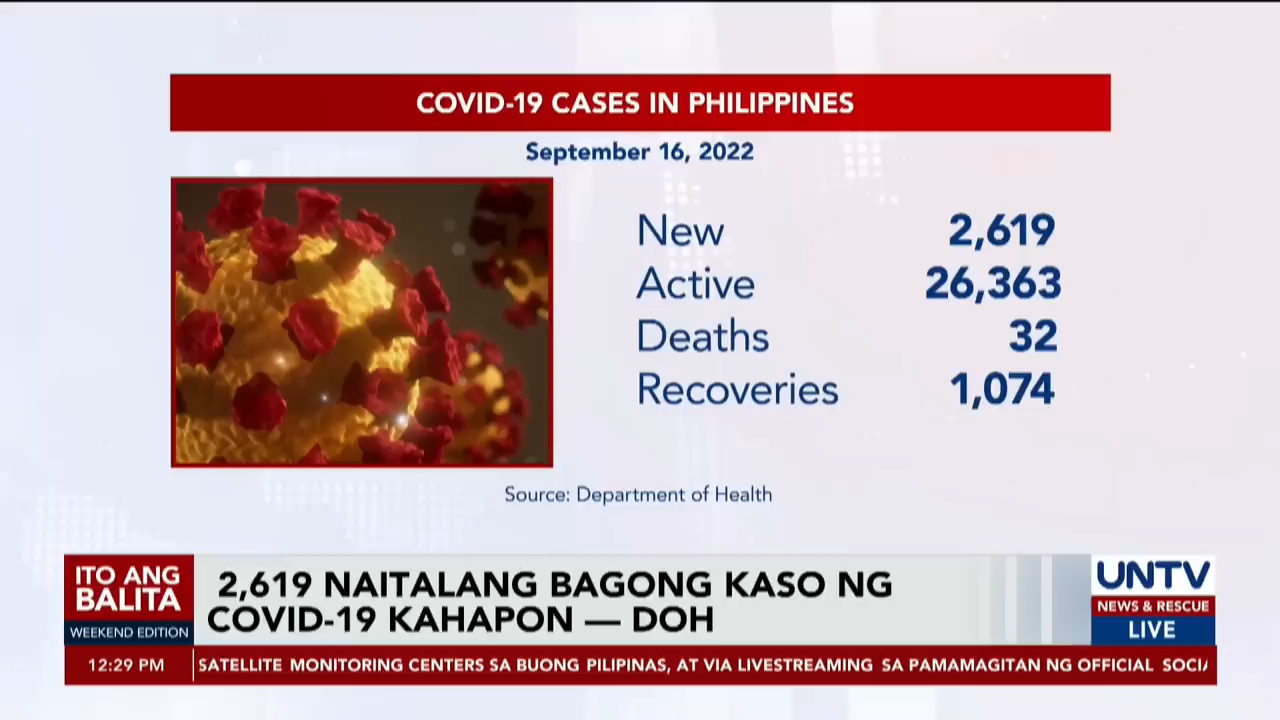 COVID-19 CASES IN PHILIPPINES
September 16, 2022
New 2,619
Active 26,363
Deaths 32
Recoveries 1,074
Source: Department of Health
ITO ANG
BALITA
WEEKEND EDITION
2,619 NAITALANG BAGONG KASO NG
COVID-19 KAHAPON — DOH
UNTV
NEWS & RESCUE
LIVE
12:29 PM
SATELLITE MONITORING CENTERS SA BUONG PILIPINAS, AT VIA LIVESTREAMING SA PAMAMAGITAN NG OFFICIAL